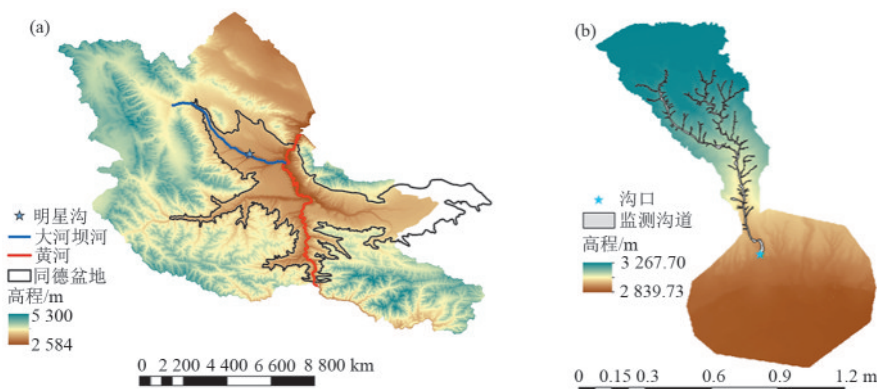 (a)
明星沟
大河坝河
黄河
同德盆地
高程/m
5 300
2 584
0 2 200 4 400 6 600 8 800 km
(b)
沟口
监测沟道
高程/m
3 267.70
2 839.73
0 0.15 0.3 0.6 0.9 1.2 m